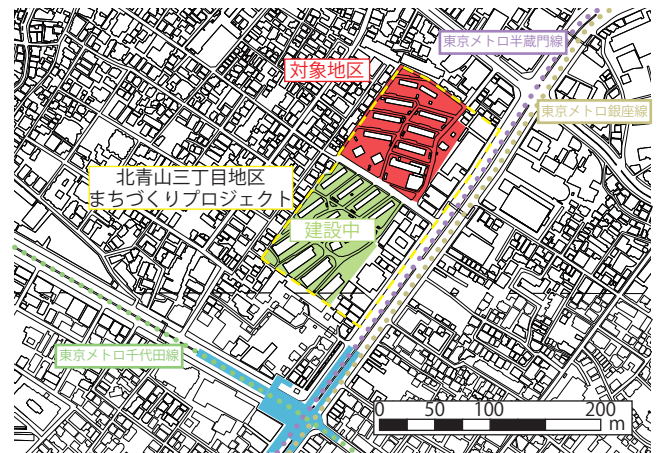 東京メトロ半蔵門線
対象地区
東京メトロ銀座線
北青山三丁目地区
まちづくりプロジェクト
建設中
東京メトロ千代田線
0 50 100 200
m